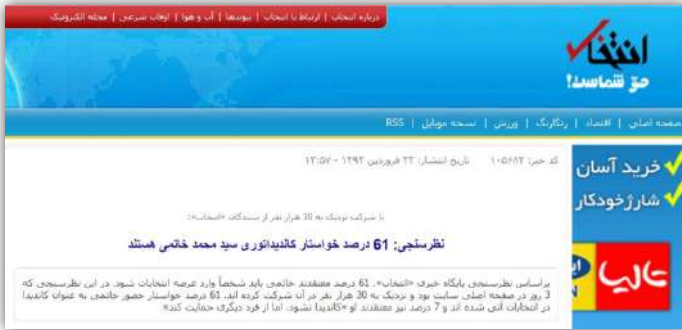 درباره انتخاب | ارتباط با انتخاب | پیوندها | آب و هوا | اوقات شرعی | مجله الکترونیک
انتخاب
حق شماست!
صفحه اصلی | اقتصاد | رنگارنگ | ورزش | نسخه موبایل | RSS
کد خبر: ۱۰۵۶۸۲ تاریخ انتشار: ۲۳ فروردین ۱۳۹۲ - ۱۳:۵۷
خرید آسان
شارژ خودکار
با شرکت نزدیک به 30 هزار نفر از بینندگان «انتخاب»؛
نظرسنجی: 61 درصد خواستار کاندیداتوری سید محمد خاتمی هستند
براساس نظرسنجی پایگاه خبری «انتخاب»، 61 درصد معتقدند خاتمی باید شخصاً وارد عرصه انتخابات شود. در این نظرسنجی که
3 روز در صفحه اصلی سایت بود و نزدیک به 30 هزار نفر در آن شرکت کرده اند، 61 درصد خواستار حضور خاتمی به عنوان کاندیدا
در انتخابات آتی شده اند و 7 درصد نیز معتقدند او «کاندیدا نشود، اما از فرد دیگری حمایت کند»
تالیا